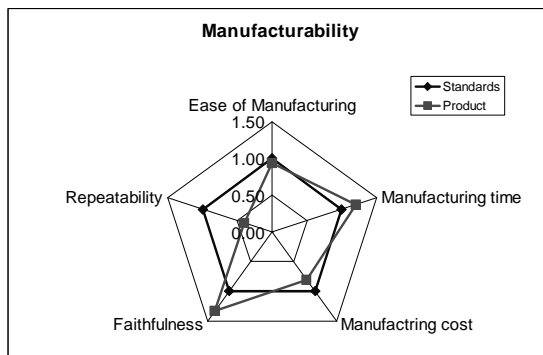 Manufacturability
Standards
Product
Ease of Manufacturing
1.50
1.00
0.50
0.00
Repeatability
Manufacturing time
Faithfulness
Manufactring cost